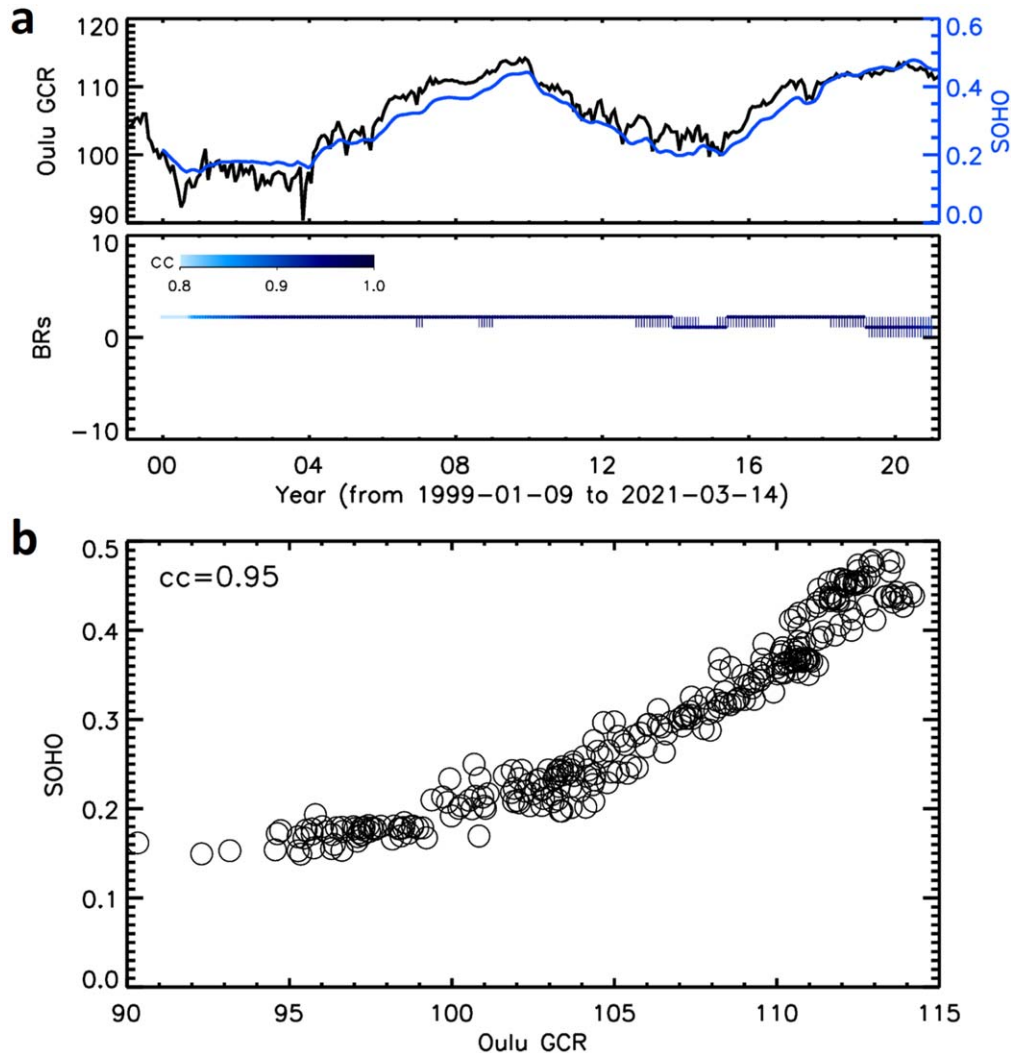 a
120
110
100
90
Oulu GCR
0.6
0.4
0.2
0.0
SOHO
10
0
-10
BRs
cc
0.8 0.9 1.0
00 04 08 12 16 20
Year (from 1999-01-09 to 2021-03-14)
b
cc=0.95
0.5
0.4
0.3
0.2
0.1
0.0
SOHO
90 95 100 105 110 115
Oulu GCR